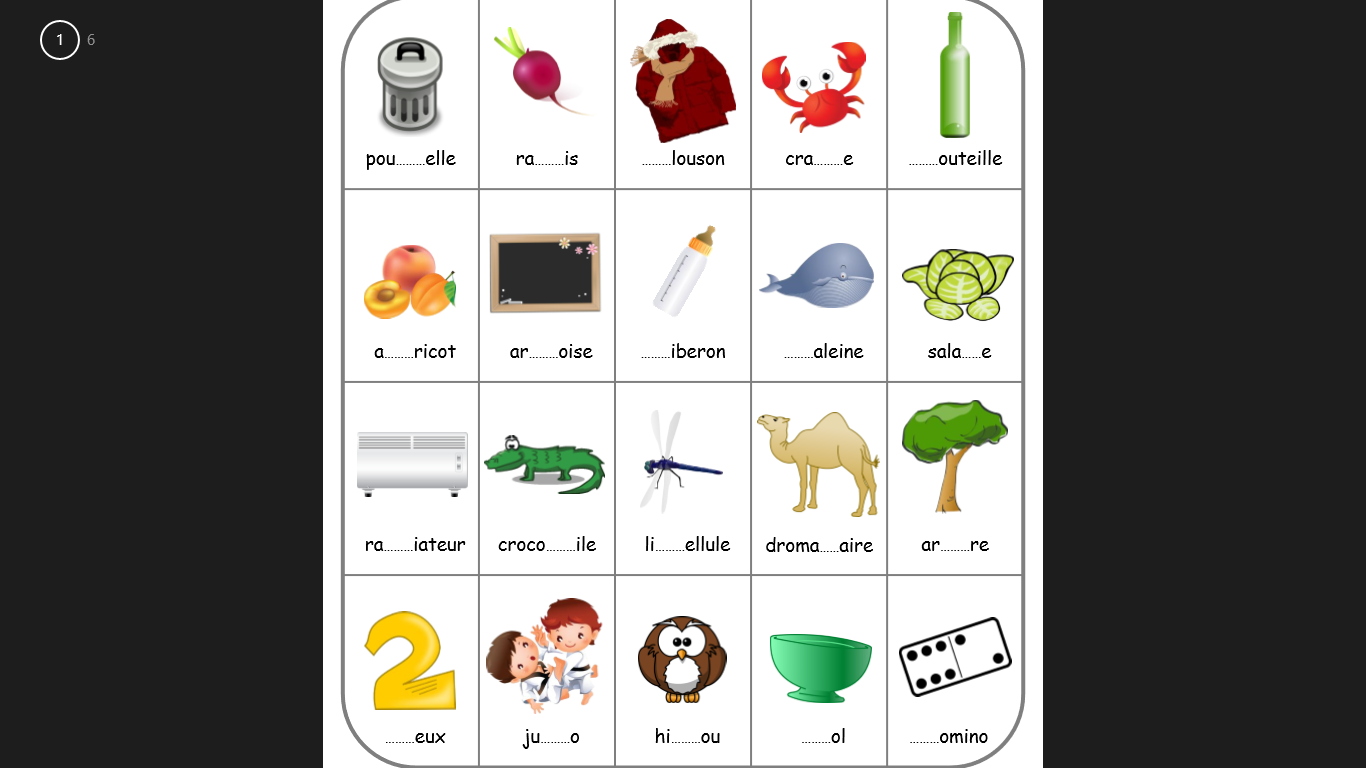 1 6
pou.........elle ra.........is .........louson cra.........e .........outeille
a.........ricot ar.........oise .........iberon .........aleine sala......e
ra.........iateur croco.........ile li.........ellule droma......aire ar.........re
.........eux ju.........o hi.........ou .........ol .........omino